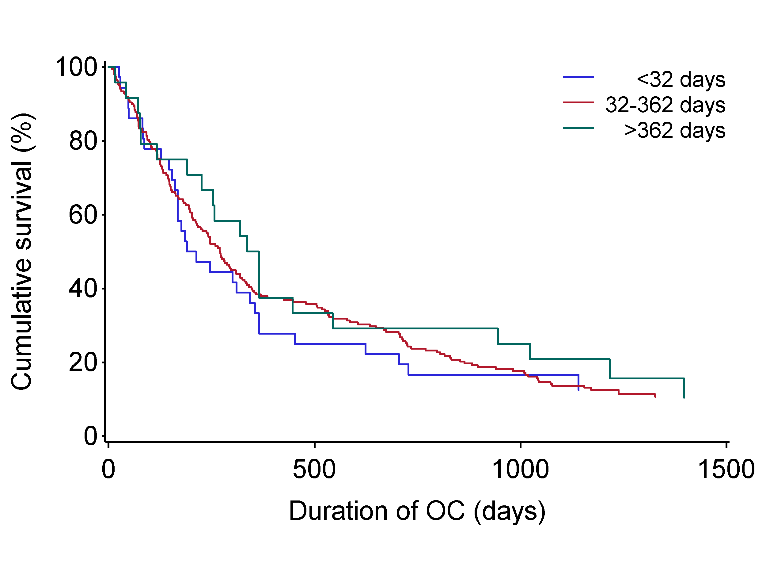 100
80
60
40
20
0
0 500 1000 1500
Cumulative survival (%)
Duration of OC (days)
<32 days
32-362 days
>362 days